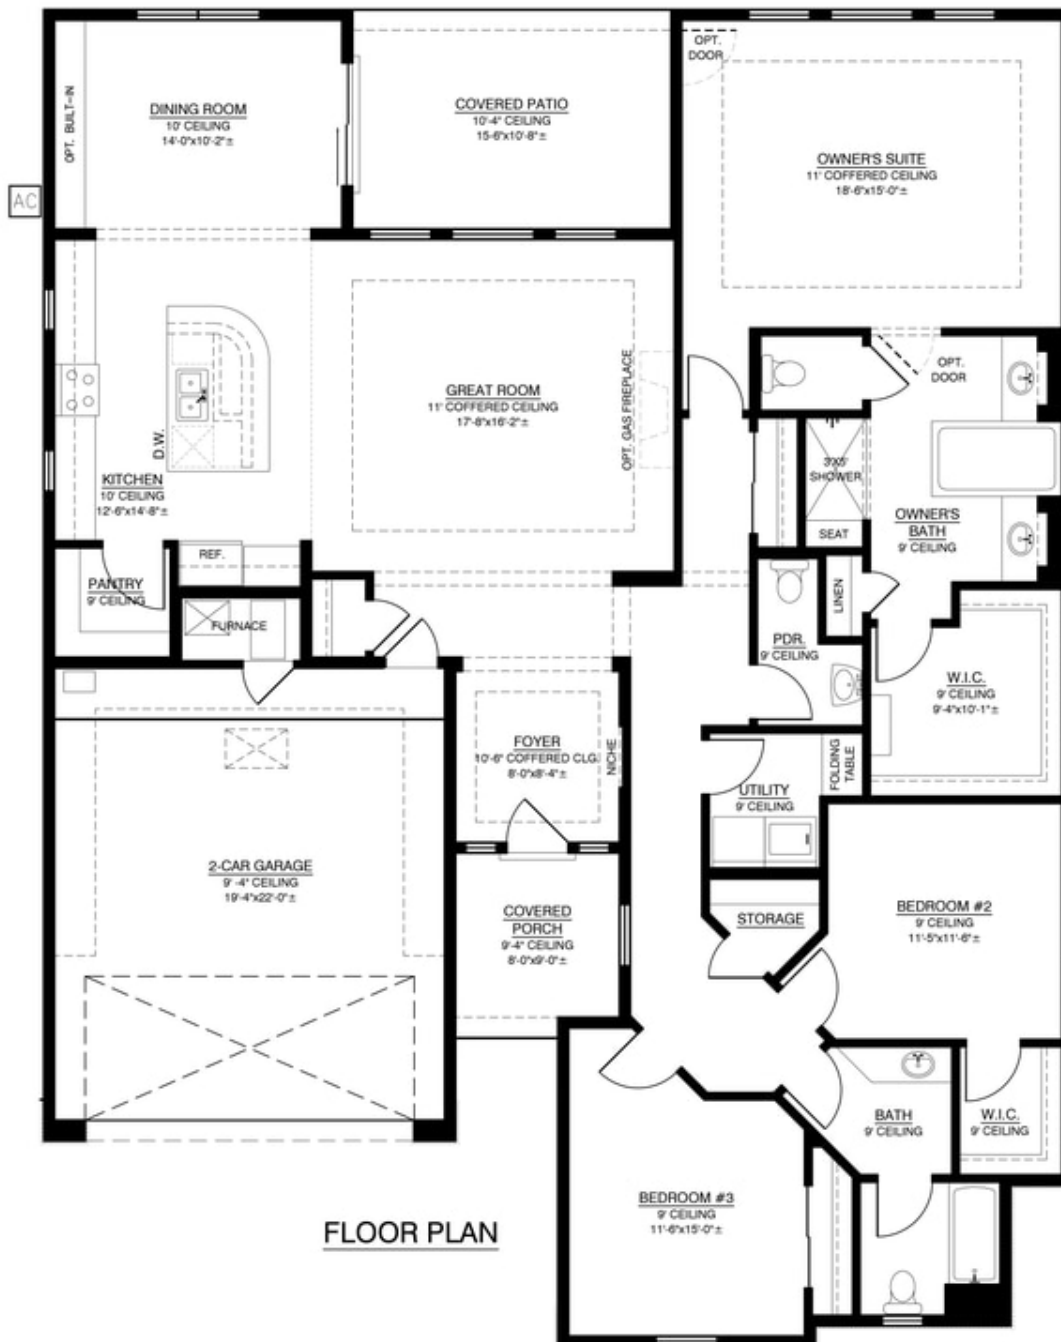 OPT. BUILT-IN
DINING ROOM
10' CEILING
14'-0"x10'-2"±
COVERED PATIO
10'-4" CEILING
15-6"x10'-8"±
OPT.
DOOR
OWNER'S SUITE
11' COFFERED CEILING
18'-6"x15'-0"±
AC
D.W.
KITCHEN
10' CEILING
12'-6"x14'-8"±
GREAT ROOM
11' COFFERED CEILING
17'-8"x16'-2"±
OPT. GAS FIREPLACE
OPT.
DOOR
3'X5'
SHOWER
SEAT
OWNER'S
BATH
9' CEILING
REF.
PANTRY
9' CEILING
FURNACE
LINEN
PDR.
9' CEILING
W.I.C.
9' CEILING
9'-4"x10'-1"±
FOYER
10'-6" COFFERED CLG.
8'-0"x8'-4"±
NICHE
UTILITY
9' CEILING
FOLDING
TABLE
2-CAR GARAGE
9'-4" CEILING
19'-4"x22'-0"±
COVERED
PORCH
9'-4" CEILING
8'-0"x9'-0"±
STORAGE
BEDROOM #2
9' CEILING
11'-5"x11'-6"±
BATH
9' CEILING
W.I.C.
9' CEILING
BEDROOM #3
9' CEILING
11'-6"x15'-0"±
FLOOR PLAN